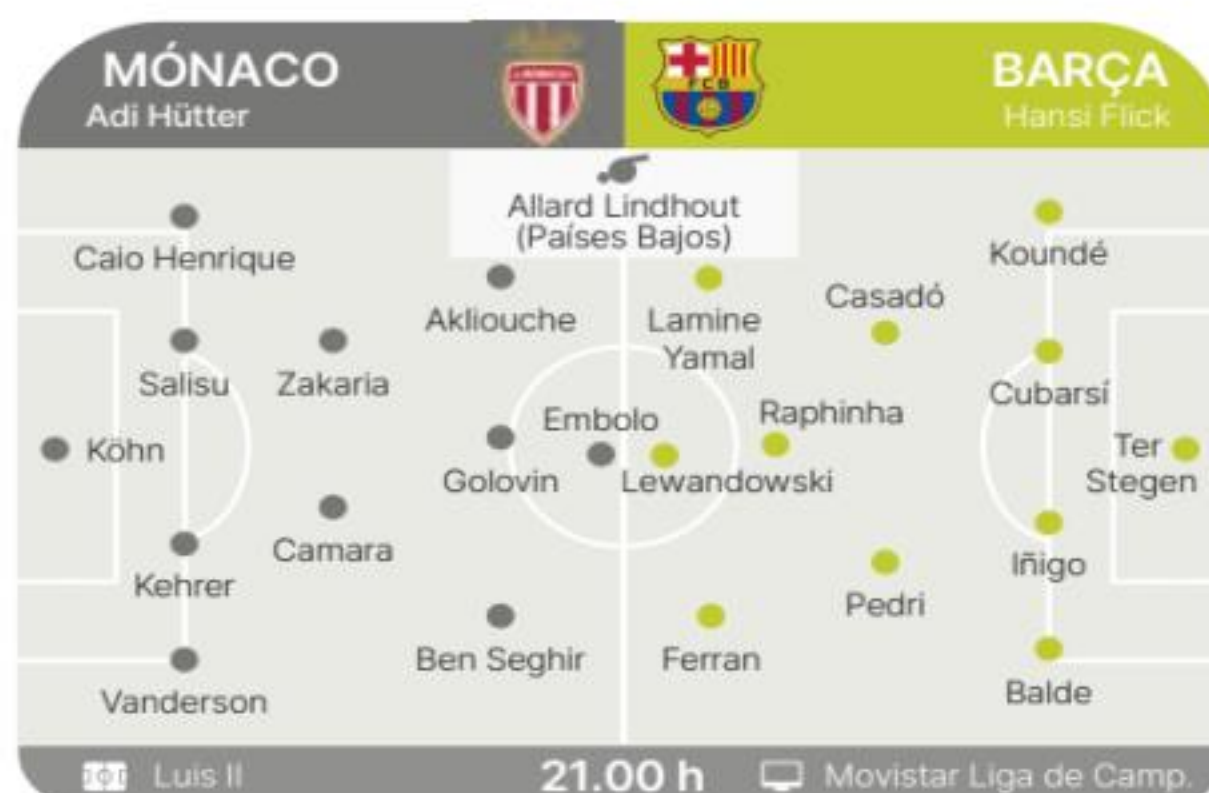 MÓNACO
Adi Hütter
FCB
BARÇA
Hansi Flick
Allard Lindhout
(Países Bajos)
Caio Henrique
Salisu
Köhn
Kehrer
Vanderson
Zakaria
Camara
Akliouche
Golovin
Ben Seghir
Embolo
Lamine
Yamal
Lewandowski
Ferran
Raphinha
Casadó
Pedri
Koundé
Cubarsí
Iñigo
Balde
Ter
Stegen
Luis II
21.00 h
Movistar Liga de Camp.